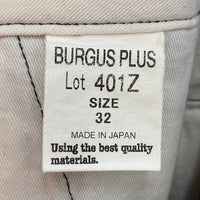 BURGUS PLUS
Lot 401Z
SIZE
32
MADE IN JAPAN
Using the best quality
materials.